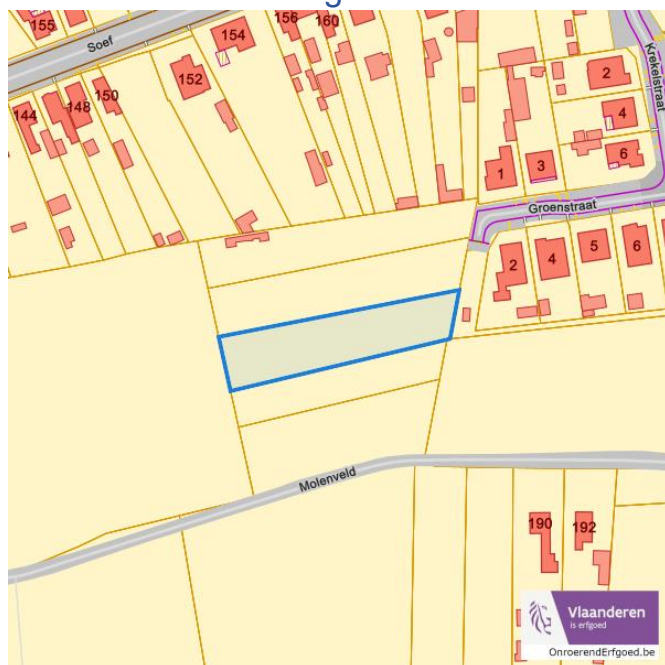 155
Soef
154
156
160
152
150
148
144
Krekelstraat
2
4
6
1
3
Groenstraat
2
4
5
6
Molenveld
190
192
Vlaanderen
is erfgoed
OnroerendErfgoed.be